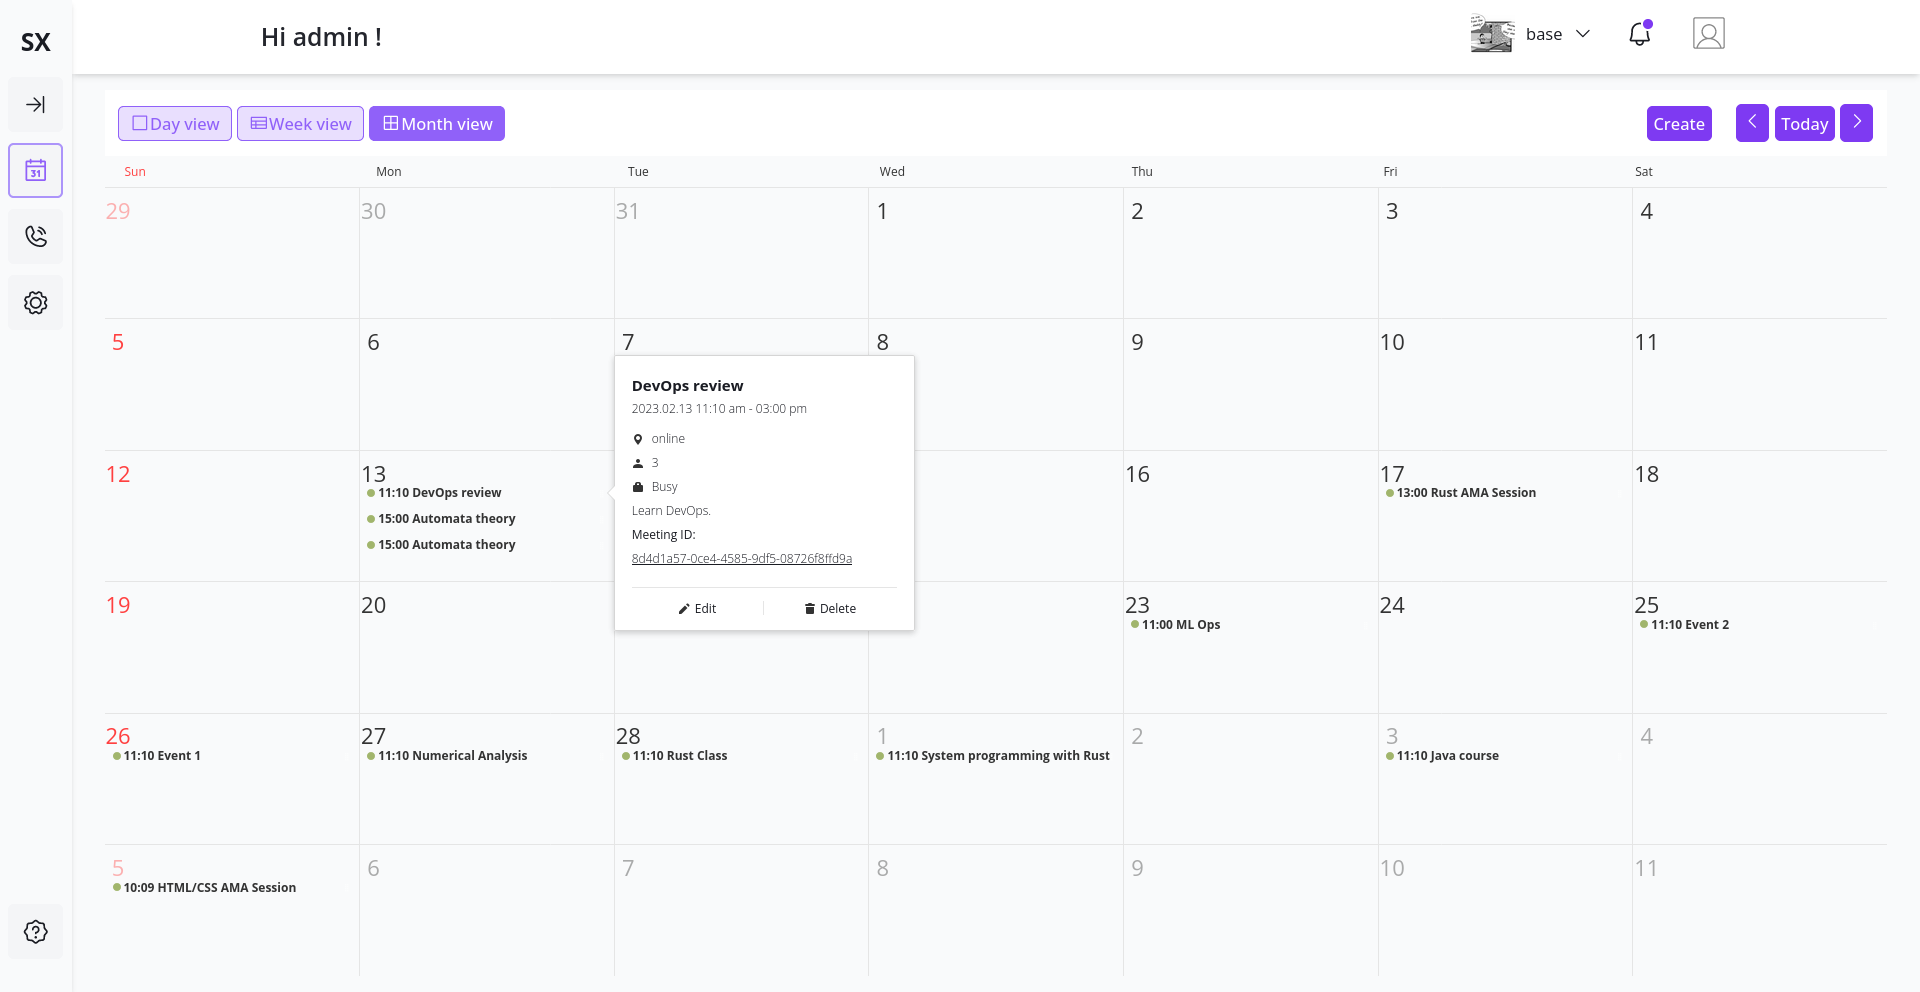 SX
Hi admin !
base
Day view
Week view
Month view
Create
Today
Sun
Mon
Tue
Wed
Thu
Fri
Sat
29
30
31
1
2
3
4
5
6
7
8
9
10
11
12
13
11:10 DevOps review
15:00 Automata theory
15:00 Automata theory
DevOps review
2023.02.13 11:10 am - 03:00 pm
online
3
Busy
Learn DevOps.
Meeting ID:
8d4d1a57-0ce4-4585-9df5-08726f8ffd9a
Edit
Delete
16
17
13:00 Rust AMA Session
18
19
20
23
11:00 ML Ops
24
25
11:10 Event 2
26
11:10 Event 1
27
11:10 Numerical Analysis
28
11:10 Rust Class
1
11:10 System programming with Rust
2
3
11:10 Java course
4
5
10:09 HTML/CSS AMA Session
6
7
8
9
10
11
31